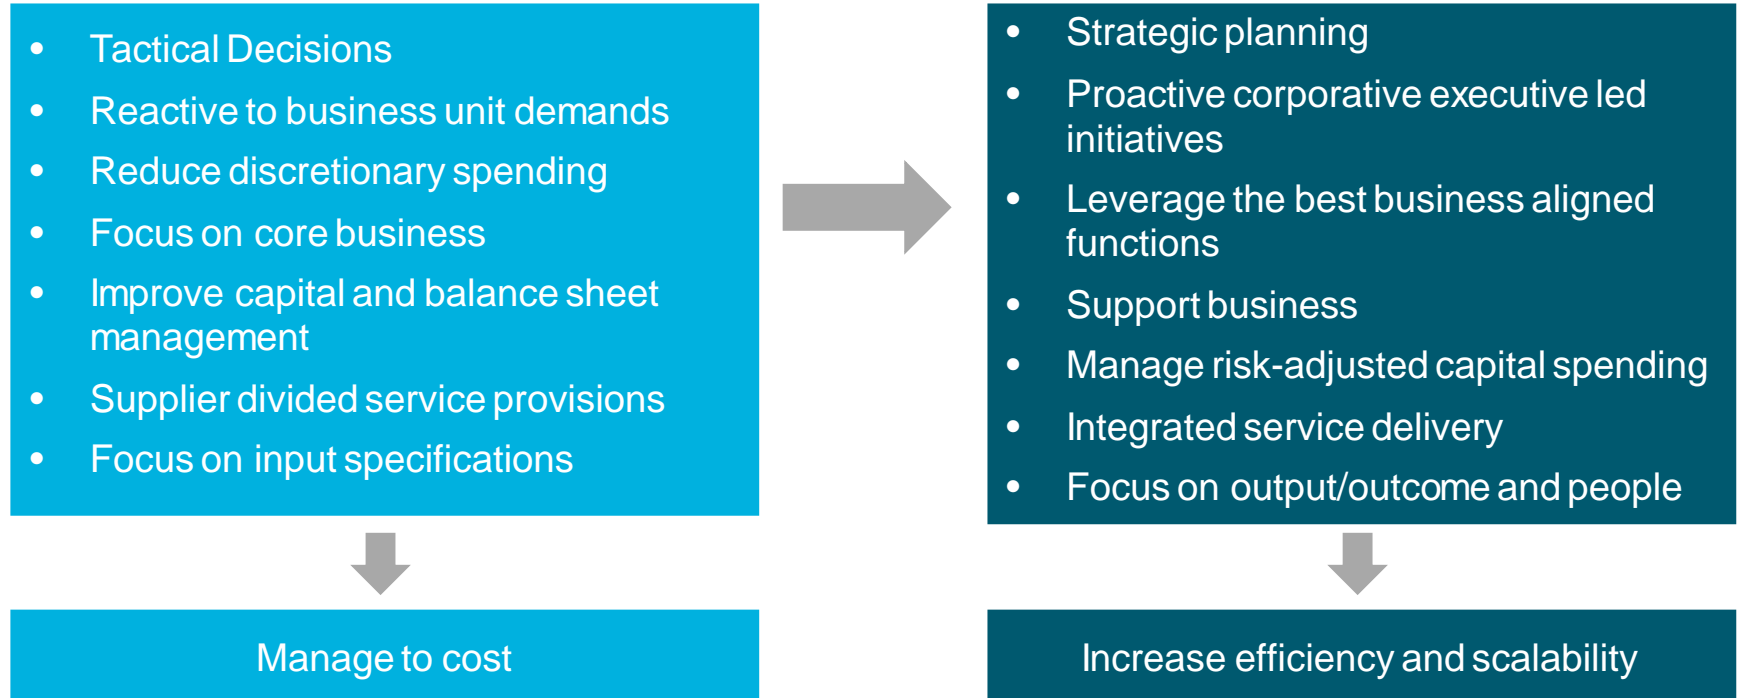 • Tactical Decisions
• Reactive to business unit demands
• Reduce discretionary spending
• Focus on core business
• Improve capital and balance sheet
management
• Supplier divided service provisions
• Focus on input specifications
Manage to cost
• Strategic planning
• Proactive corporative executive led
initiatives
• Leverage the best business aligned
functions
• Support business
• Manage risk-adjusted capital spending
• Integrated service delivery
• Focus on output/outcome and people
Increase efficiency and scalability